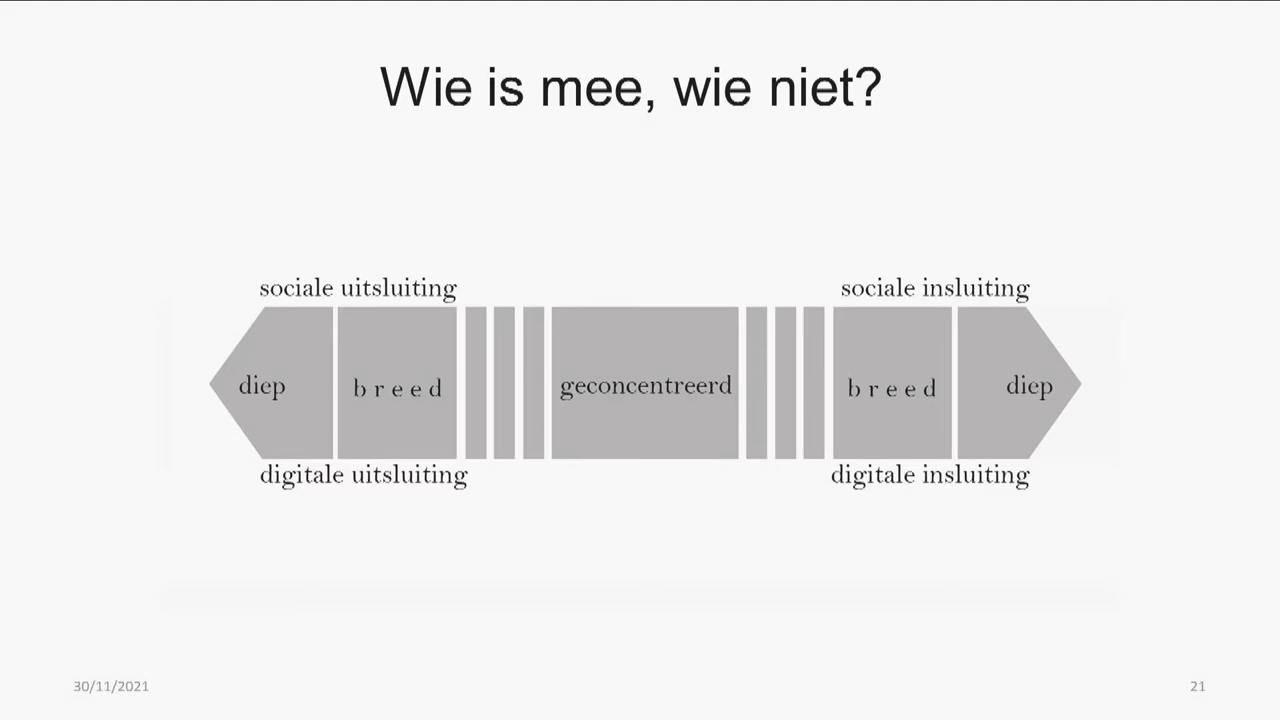 Wie is mee, wie niet?
sociale uitsluiting
sociale insluiting
diep
breed
geconcentreerd
breed
diep
digitale uitsluiting
digitale insluiting
30/11/2021
21